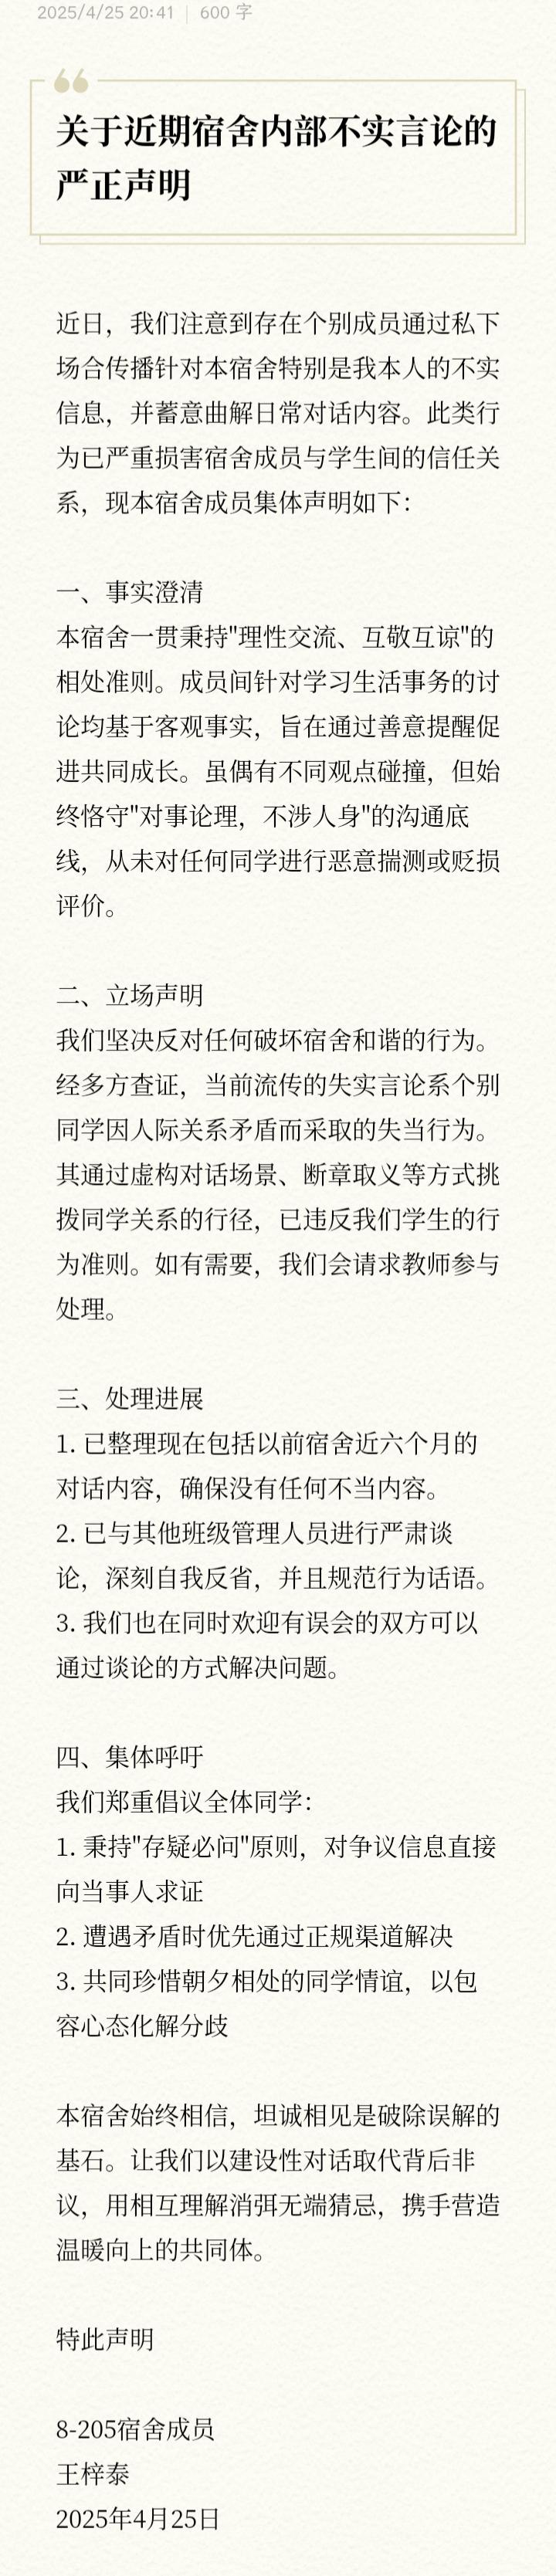 2025/4/25 20:41 | 600 字
关于近期宿舍内部不实言论的
严正声明
近日，我们注意到存在个别成员通过私下
场合传播针对本宿舍特别是我本人的不实
信息，并蓄意曲解日常对话内容。此类行
为已严重损害宿舍成员与学生间的信任关
系，现本宿舍成员集体声明如下：
一、事实澄清
本宿舍一贯秉持"理性交流、互敬互谅"的
相处准则。成员间针对学习生活事务的讨
论均基于客观事实，旨在通过善意提醒促
进共同成长。虽偶有不同观点碰撞，但始
终恪守"对事论理，不涉人身"的沟通底
线，从未对任何同学进行恶意揣测或贬损
评价。
二、立场声明
我们坚决反对任何破坏宿舍和谐的行为。
经多方查证，当前流传的失实言论系个别
同学因人际关系矛盾而采取的失当行为。
其通过虚构对话场景、断章取义等方式挑
拨同学关系的行径，已违反我们学生的行
为准则。如有需要，我们会请求教师参与
处理。
三、处理进展
1. 已整理现在包括以前宿舍近六个月的
对话内容，确保没有任何不当内容。
2. 已与其他班级管理人员进行严肃谈
论，深刻自我反省，并且规范行为话语。
3. 我们也在同时欢迎有误会的双方可以
通过谈论的方式解决问题。
四、集体呼吁
我们郑重倡议全体同学：
1. 秉持"存疑必问"原则，对争议信息直接
向当事人求证
2. 遭遇矛盾时优先通过正规渠道解决
3. 共同珍惜朝夕相处的同学情谊，以包
容心态化解分歧
本宿舍始终相信，坦诚相见是破除误解的
基石。让我们以建设性对话取代背后非
议，用相互理解消弭无端猜忌，携手营造
温暖向上的共同体。
特此声明
8-205宿舍成员
王梓泰
2025年4月25日